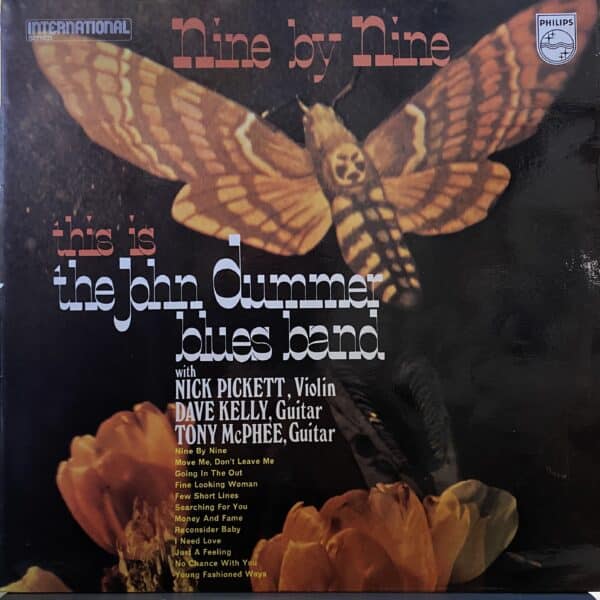 INTERNATIONAL
SERIES
Nine by Nine
PHILIPS
this is
the John Dummer
blues band
with
NICK PICKETT, Violin
DAVE KELLY, Guitar
TONY McPHEE, Guitar
Nine By Nine
Move Me, Don't Leave Me
Going In The Out
Fine Looking Woman
Few Short Lines
Searching For You
Money And Fame
Reconsider Baby
I Need Love
Just A Feeling
No Chance With You
Young Fashioned Ways